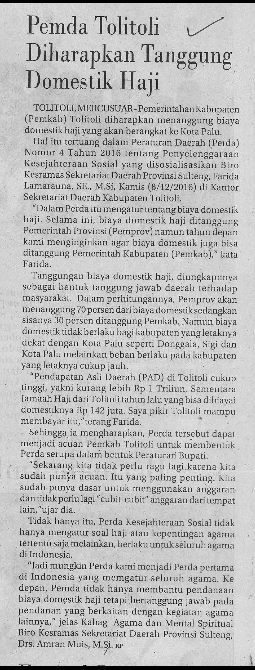 Pemda Tolitoli
Diharapkan Tanggung
Domestik Haji
TOLITOLI, MERCUSUAR - Pemerintahan Kabupaten
(Pemkab) Tolitoli diharapkan menanggung biaya
domestik haji yang akan berangkat ke Kota Palu.
Hal itu tertuang dalam Peraturan Daerah (Perda)
Nomor 4 Tahun 2016 tentang Penyelenggaraan
Kesejahteraan Sosial yang disosialisasikan Biro
Kesramas Sekretariat Daerah Provinsi Sulteng, Farida
Lamarauna, SE., M.Si, Kamis (8/12/2016) di Kantor
Sekretariat Daerah Kabupaten Tolitoli.
"Dalam Perda itu mengatur tentang biaya domestik
haji. Selama ini, biaya domestik haji ditanggung
Pemerintah Provinsi (Pemprov) namun tahun depan
kami menginginkan agar biaya domestik juga bisa
ditanggung Pemerintah Kabupaten (Pemkab)," kata
Farida.
Tanggungan biaya domestik haji, diungkapnya
sebagai bentuk tanggung jawab daerah terhadap
masyarakat. Dalam perhitungannya, Pemprov akan
menanggung 70 persen dari biaya domestik sedangkan
sisanya 30 persen ditanggung Pemkab. Namun biaya
domestik tidak berlaku bagi kabupaten yang letaknya
dekat dengan Kota Palu seperti Donggala, Sigi dan
Kota Palu melainkan beban berlaku pada kabupaten
yang letaknya cukup jauh.
"Pendapatan Asli Daerah (PAD) di Tolitoli cukup
tinggi, yakni kurang lebih Rp 1 Triliun. Sementara
Jamaah Haji dari Tolitoli tahun lalu yang bisa dibiayai
domestiknya Rp 142 juta. Saya pikir Tolitoli mampu
membayar itu," terang Farida.
Sehingga ia mengharapkan, Perda tersebut dapat
menjadi acuan Pemkab Tolitoli untuk membentuk
Perda serupa dalam bentuk Peraturan Bupati.
"Sekarang kita tidak perlu ragu lagi karena kita
sudah punya acuan. Itu yang paling penting. Kita
sudah punya dasar untuk menggunakan anggaran
dan tidak perlu lagi "cubit-cubit" anggaran dari tempat
lain," ujar dia.
Tidak hanya itu, Perda Kesejahteraan Sosial tidak
hanya mengatur soal haji atau kepentingan agama
tertentu saja melainkan, berlaku untuk seluruh agama
di Indonesia.
"Jadi mungkin Perda kami menjadi Perda pertama
di Indonesia yang mengatur seluruh agama. Ke
depan, Pemda tidak hanya membantu pendanaan
biaya domestik haji tetapi bertanggung jawab pada
pendanan yang berkaitan dengan kegiatan agama
lainnya," jelas Kabag Agama dan Mental Spiritual
Biro Kesramas Sekretariat Daerah Provinsi Sulteng,
Drs. Amran Muis, M.Si.